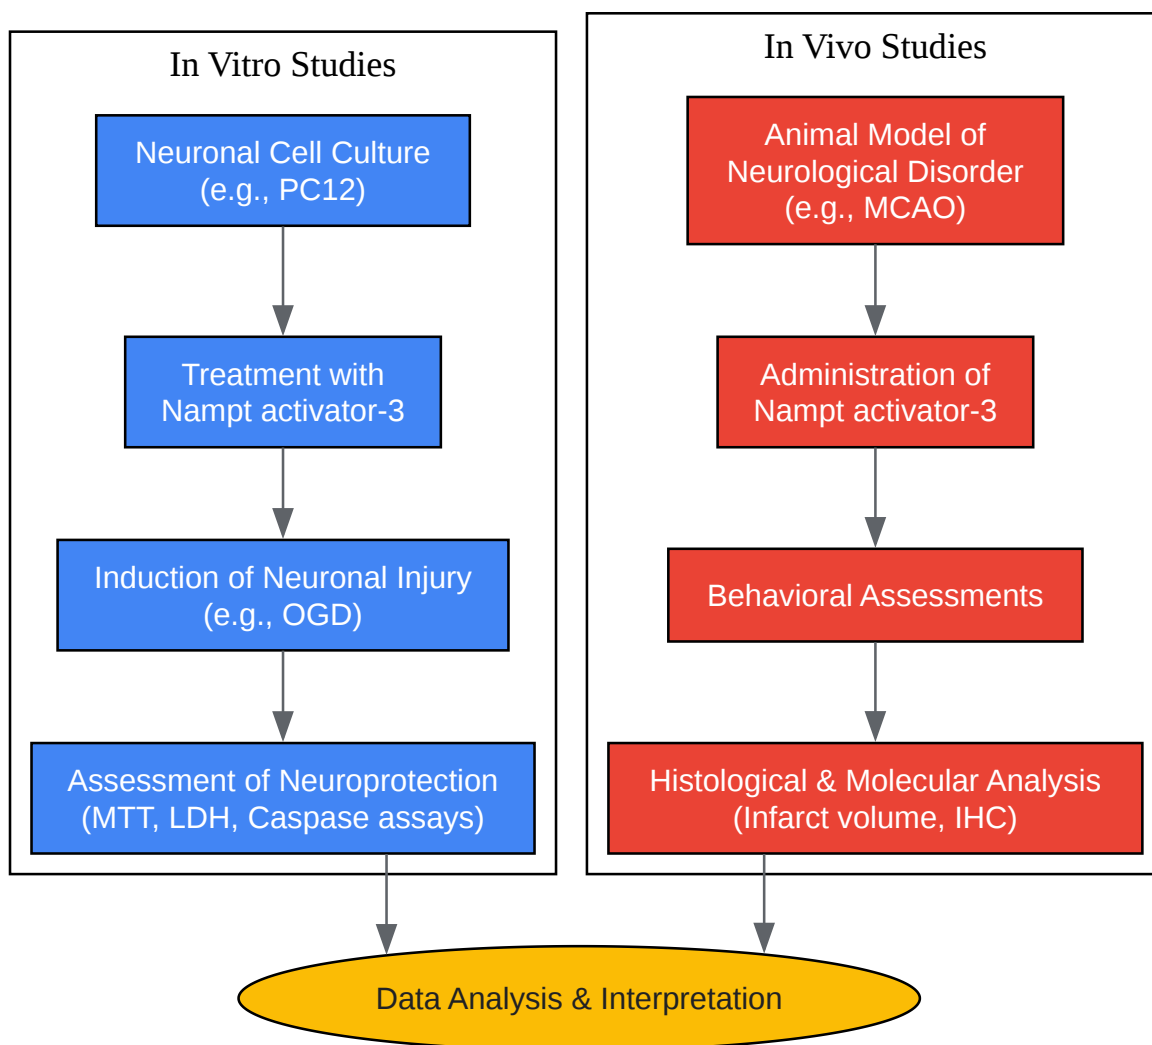 In Vitro Studies
Neuronal Cell Culture
(e.g., PC12)
Treatment with
Nampt activator-3
Induction of Neuronal Injury
(e.g., OGD)
Assessment of Neuroprotection
(MTT, LDH, Caspase assays)
In Vivo Studies
Animal Model of
Neurological Disorder
(e.g., MCAO)
Administration of
Nampt activator-3
Behavioral Assessments
Histological & Molecular Analysis
(Infarct volume, IHC)
Data Analysis & Interpretation